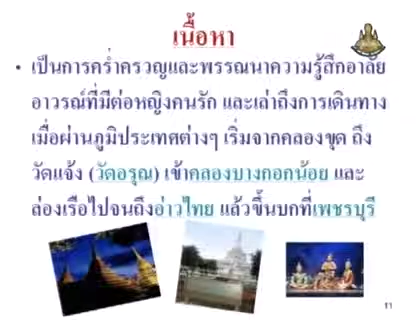 เนื้อหา
• เป็นการคร่ำครวญและพรรณนาความรู้สึกอาลัย
อาวรณ์ที่มีต่อหญิงคนรัก และเล่าถึงการเดินทาง
เมื่อผ่านภูมิประเทศต่างๆ เริ่มจากคลองขุด ถึง
วัดแจ้ง (วัดอรุณ) เข้าคลองบางกอกน้อย และ
ล่องเรือไปจนถึงอ่าวไทย แล้วขึ้นบกที่เพชรบุรี
11